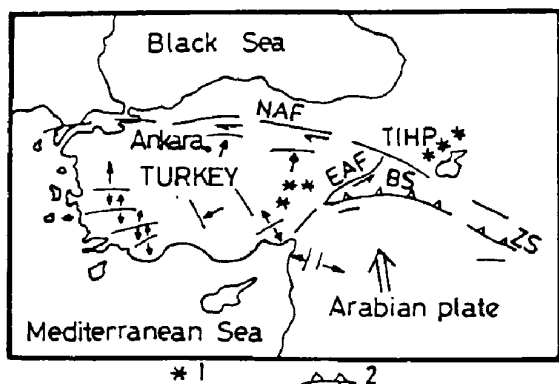 Black Sea
NAF
Ankara
TIHP
TURKEY
EAF
BS
ZS
Arabian plate
Mediterranean Sea
* 1
2